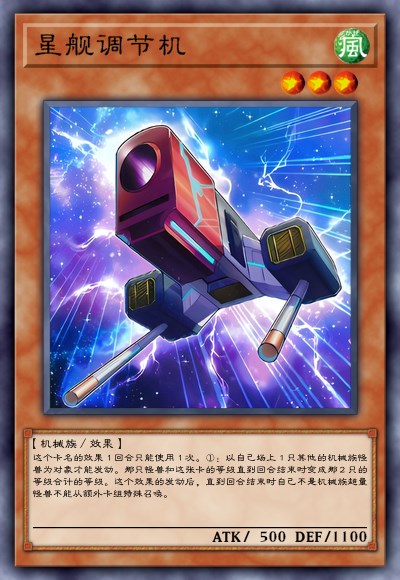 星舰调节机
風
【机械族／效果】
这个卡名的效果1回合只能使用1次。①：以自己场上1只其他的机械族怪
兽为对象才能发动。那只怪兽和这张卡的等级直到回合结束时变成那2只的
等级合计的等级。这个效果的发动后，直到回合结束时自己不是机械族超量
怪兽不能从额外卡组特殊召唤。
ATK/ 500 DEF/1100